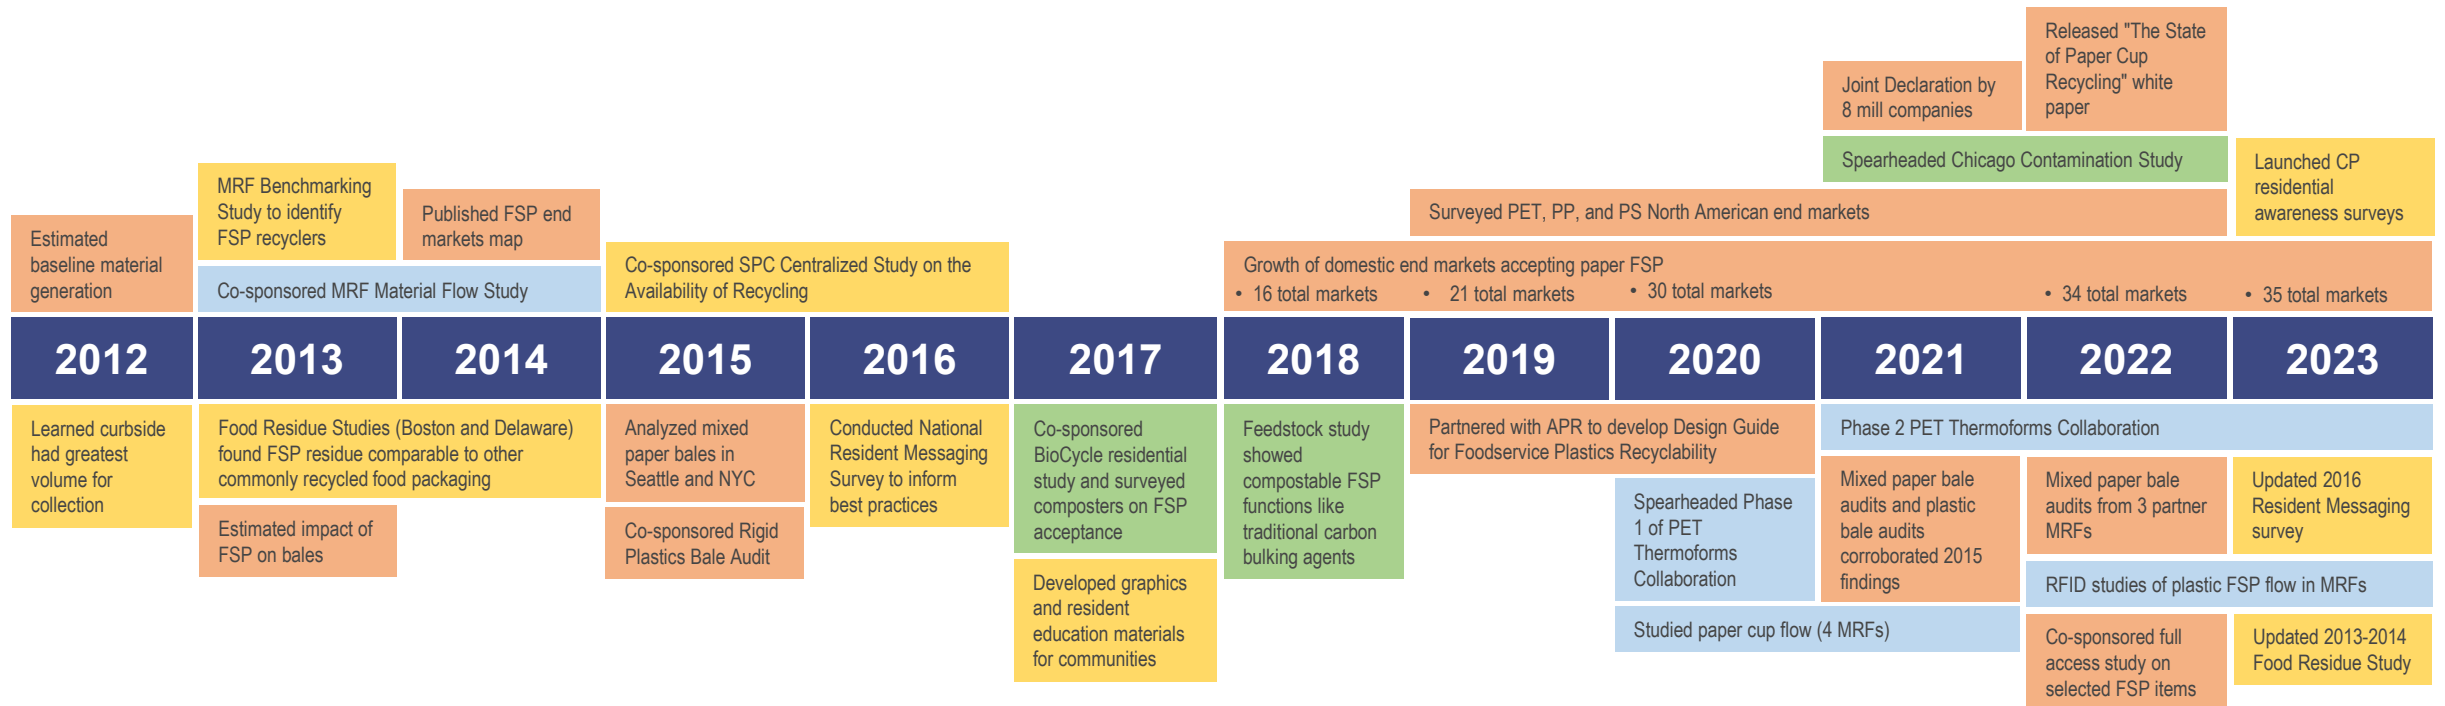 Released "The State
of Paper Cup
Recycling" white
paper
Joint Declaration by
8 mill companies
Spearheaded Chicago Contamination Study
Launched CP
residential
awareness surveys
MRF Benchmarking
Study to identify
FSP recyclers
Published FSP end
markets map
Surveyed PET, PP, and PS North American end markets
Estimated
baseline material
generation
Co-sponsored MRF Material Flow Study
Co-sponsored SPC Centralized Study on the
Availability of Recycling
Growth of domestic end markets accepting paper FSP
• 16 total markets
• 21 total markets
• 30 total markets
• 34 total markets
• 35 total markets
2012
2013
2014
2015
2016
2017
2018
2019
2020
2021
2022
2023
Learned curbside
had greatest
volume for
collection
Food Residue Studies (Boston and Delaware)
found FSP residue comparable to other
commonly recycled food packaging
Estimated impact of
FSP on bales
Analyzed mixed
paper bales in
Seattle and NYC
Co-sponsored Rigid
Plastics Bale Audit
Conducted National
Resident Messaging
Survey to inform
best practices
Co-sponsored
BioCycle residential
study and surveyed
composters on FSP
acceptance
Developed graphics
and resident
education materials
for communities
Feedstock study
showed
compostable FSP
functions like
traditional carbon
bulking agents
Partnered with APR to develop Design Guide
for Foodservice Plastics Recyclability
Spearheaded Phase
1 of PET
Thermoforms
Collaboration
Studied paper cup flow (4 MRFs)
Phase 2 PET Thermoforms Collaboration
Mixed paper bale
audits and plastic
bale audits
corroborated 2015
findings
Mixed paper bale
audits from 3 partner
MRFs
Updated 2016
Resident Messaging
survey
RFID studies of plastic FSP flow in MRFs
Co-sponsored full
access study on
selected FSP items
Updated 2013-2014
Food Residue Study